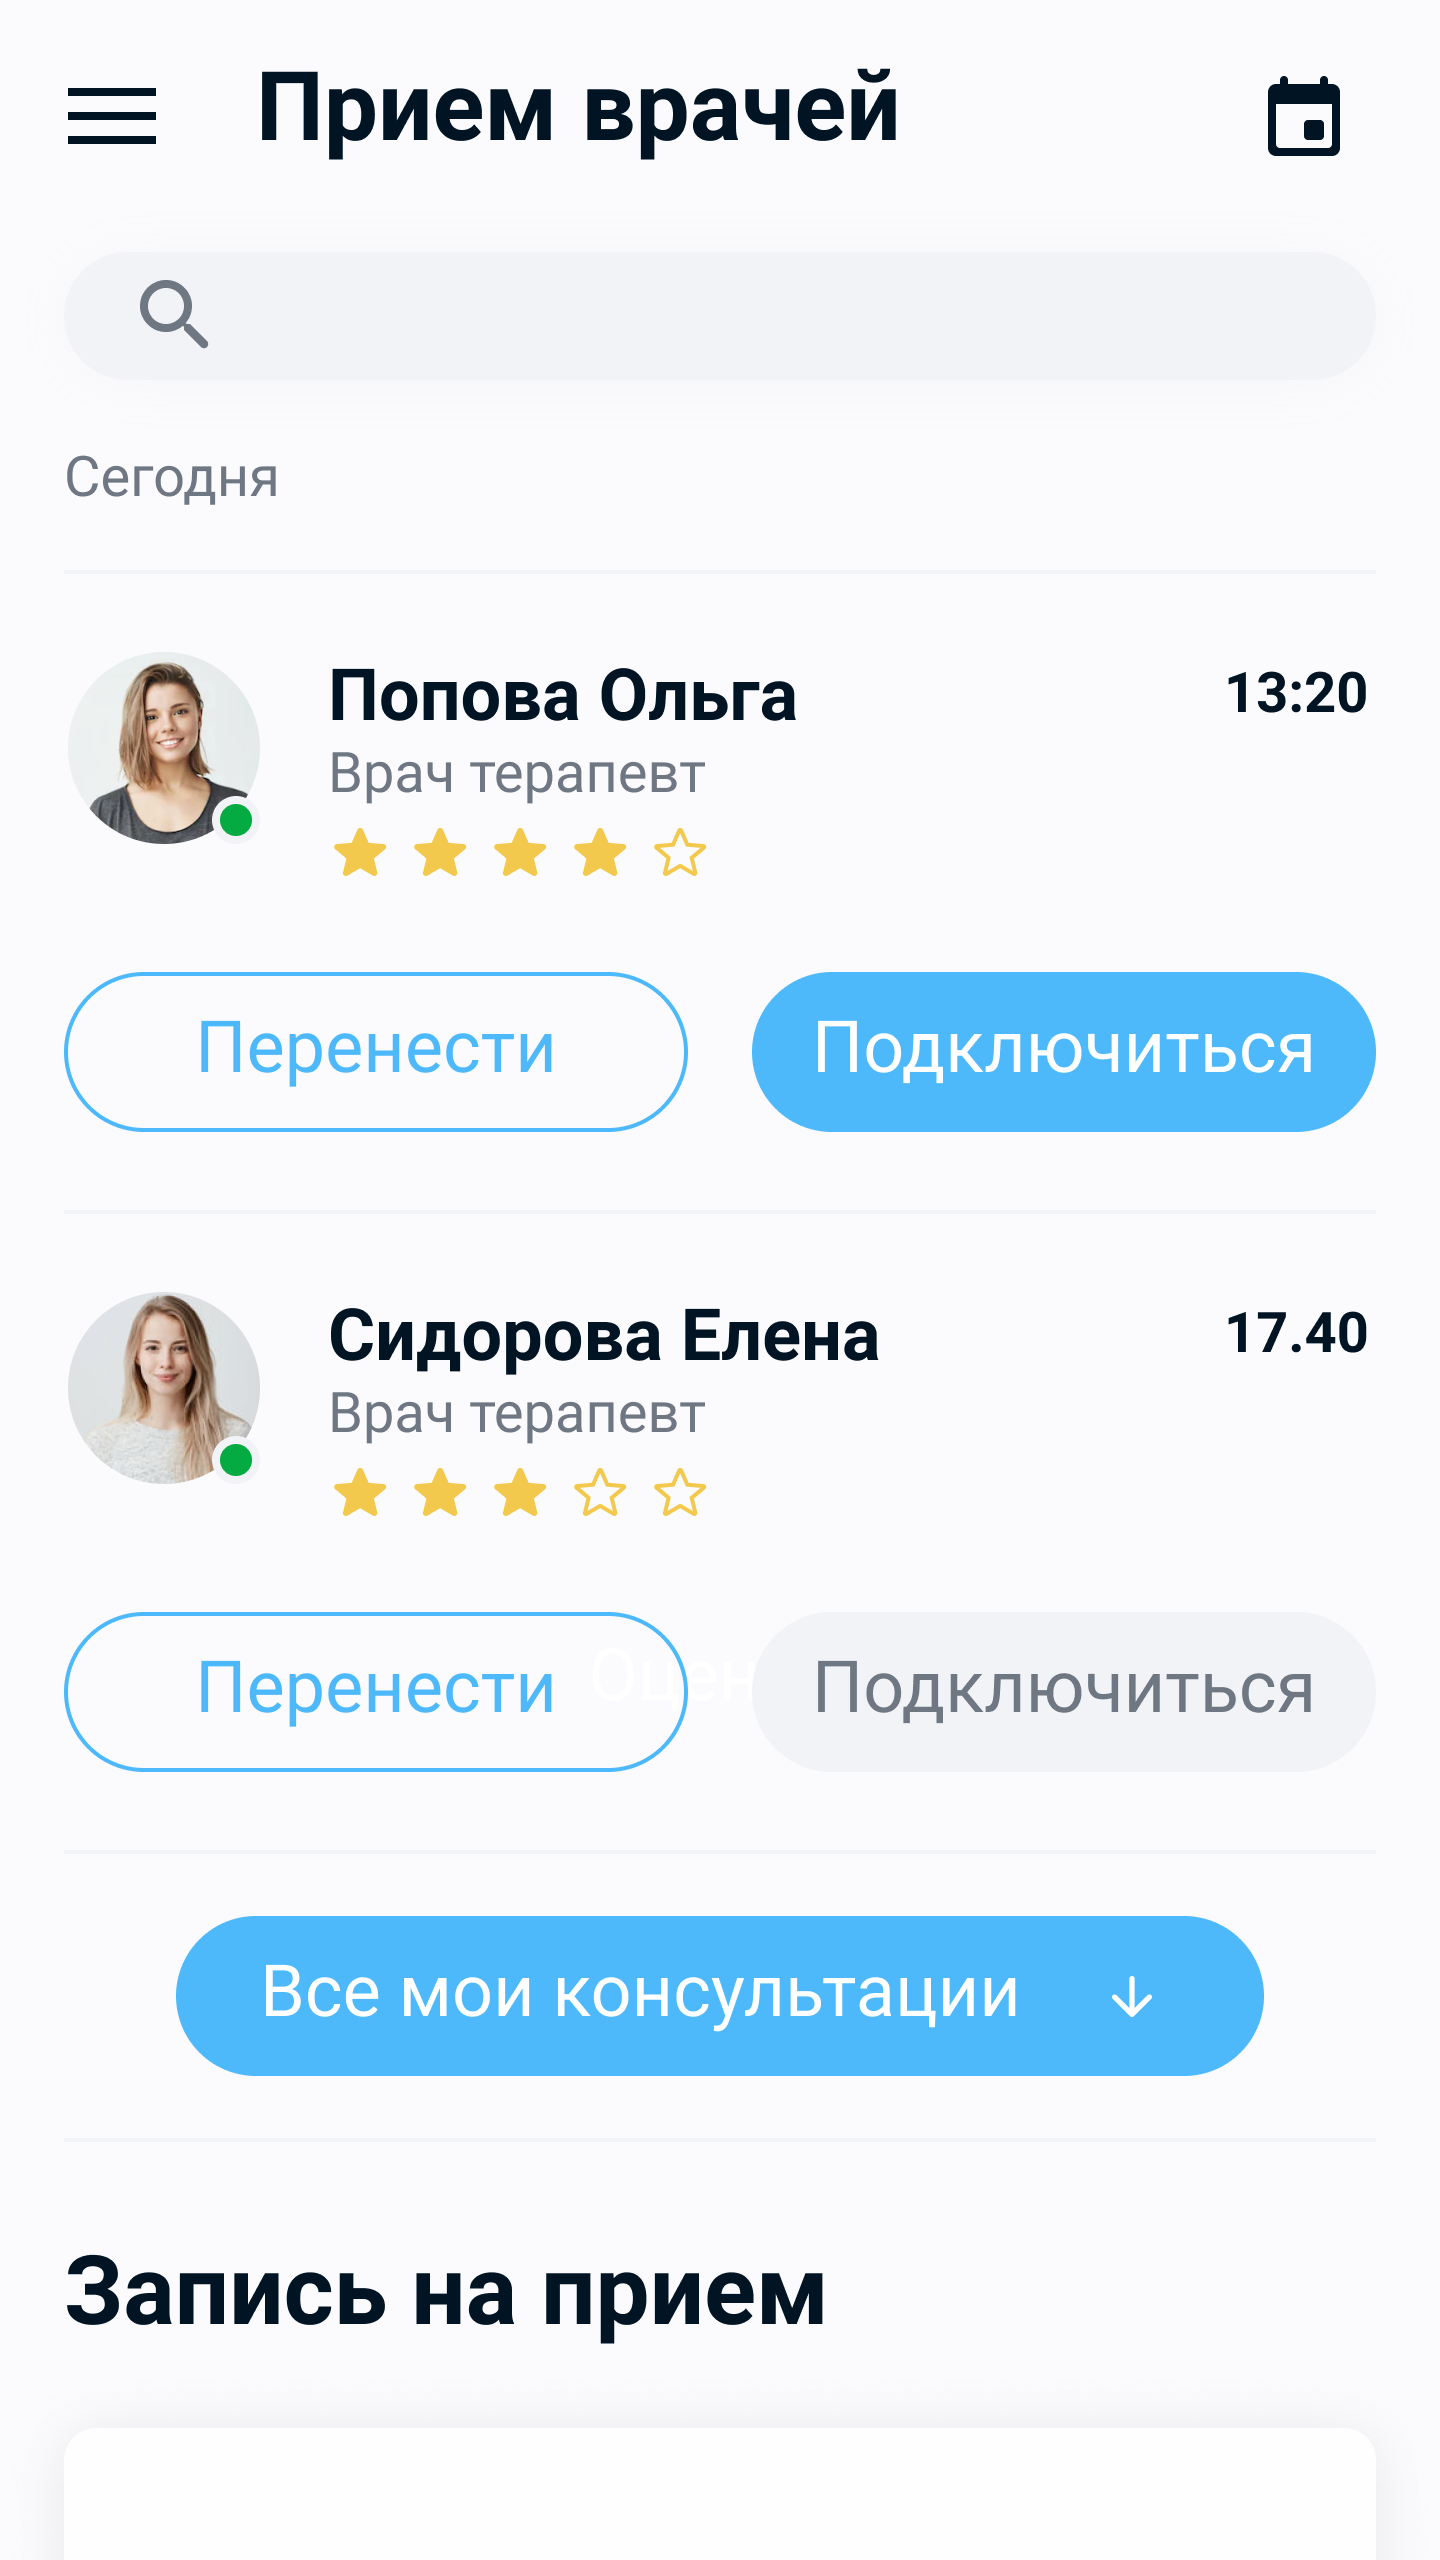 Прием врачей
Сегодня
Попова Ольга
13:20
Врач терапевт
Перенести
Подключиться
Сидорова Елена
17.40
Врач терапевт
Перенести
Подключиться
Все мои консультации
Запись на прием